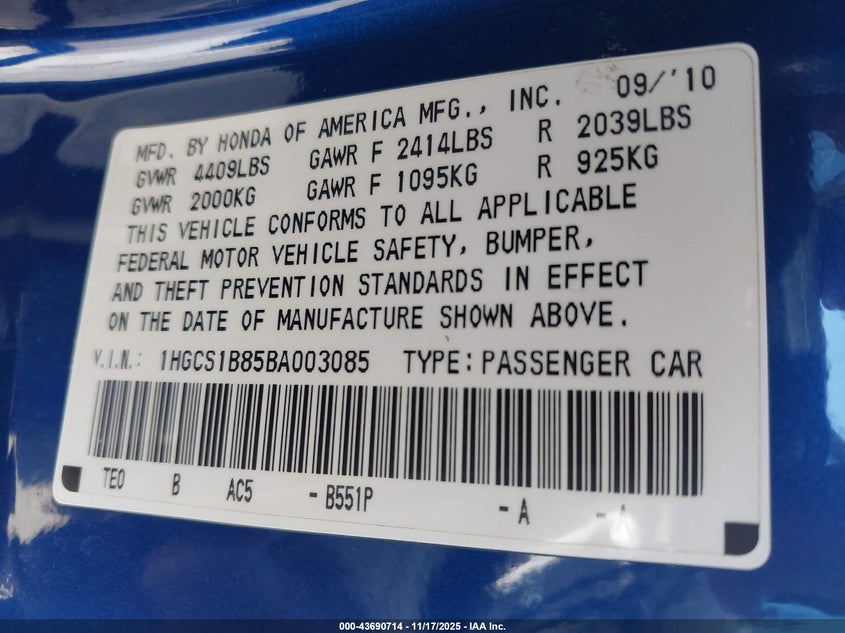 MFD. BY HONDA OF AMERICA MFG., INC. 09/'10
GVWR 4409LBS GAWR F 2414LBS R 2039LBS
GVWR 2000KG GAWR F 1095KG R 925KG
THIS VEHICLE CONFORMS TO ALL APPLICABLE
FEDERAL MOTOR VEHICLE SAFETY, BUMPER,
AND THEFT PREVENTION STANDARDS IN EFFECT
ON THE DATE OF MANUFACTURE SHOWN ABOVE.
V.I.N.: 1HGCS1B85BA003085 TYPE: PASSENGER CAR
TE0 B AC5 - B551P - A -
000-43690714 - 11/17/2025 - IAA Inc.